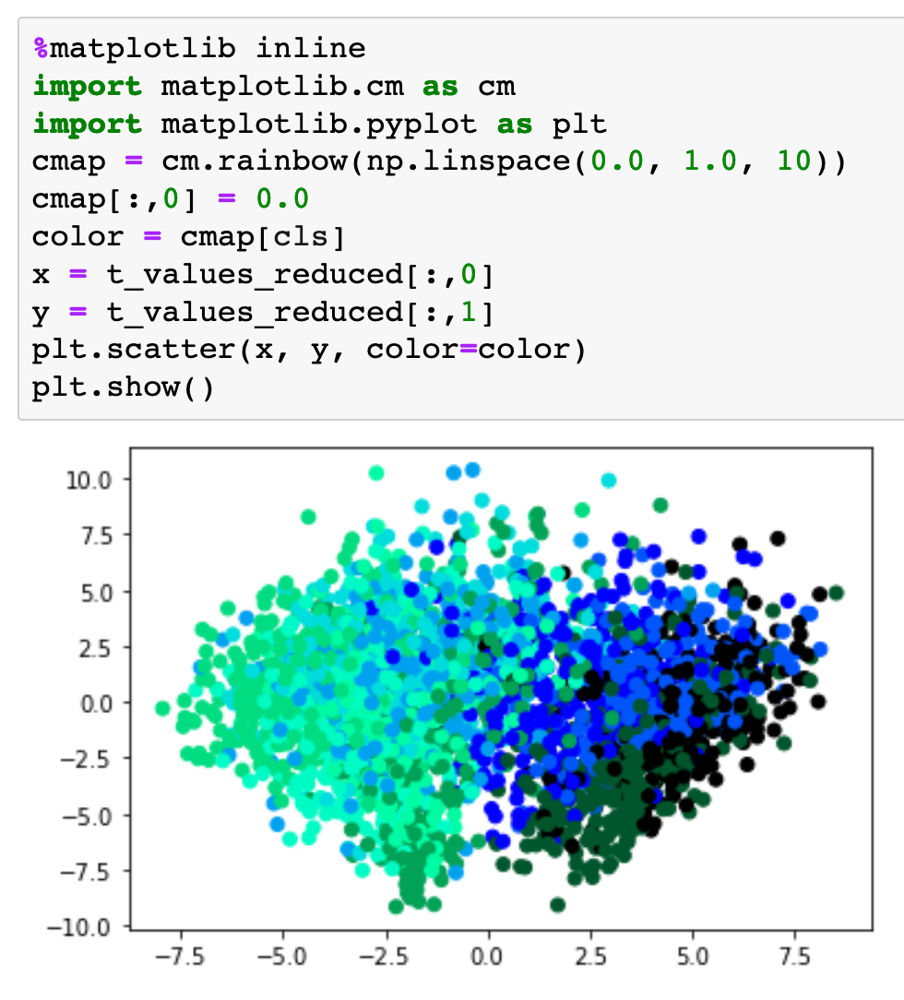 %matplotlib inline
import matplotlib.cm as cm
import matplotlib.pyplot as plt
cmap = cm.rainbow(np.linspace(0.0, 1.0, 10))
cmap[:,0] = 0.0
color = cmap[cls]
x = t_values_reduced[:,0]
y = t_values_reduced[:,1]
plt.scatter(x, y, color=color)
plt.show()
10.0
7.5
5.0
2.5
0.0
−2.5
−5.0
−7.5
−10.0
−7.5 −5.0 −2.5 0.0 2.5 5.0 7.5